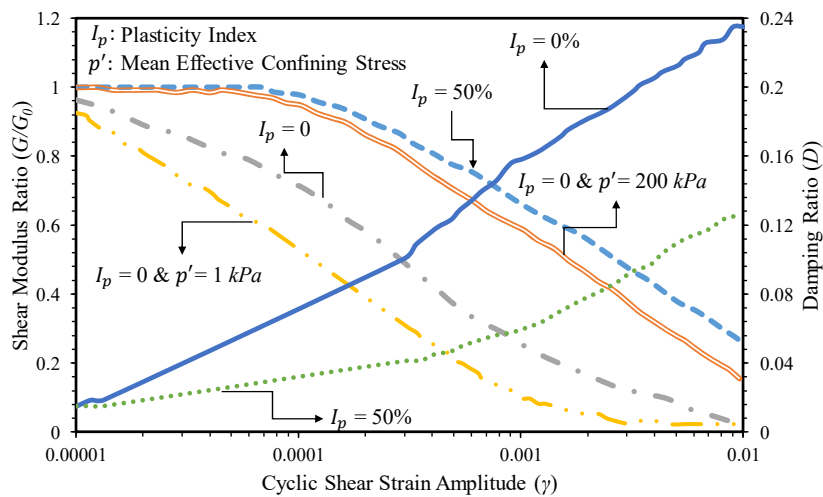 1.2
1
0.8
0.6
0.4
0.2
0
Shear Modulus Ratio (G/G₀)
Iₚ: Plasticity Index
p′: Mean Effective Confining Stress
Iₚ = 0%
Iₚ = 50%
Iₚ = 0
Iₚ = 0 & p′ = 200 kPa
Iₚ = 0 & p′ = 1 kPa
Iₚ = 50%
0.24
0.20
0.16
0.12
0.08
0.04
0
Damping Ratio (D)
0.00001 0.0001 0.001 0.01
Cyclic Shear Strain Amplitude (γ)